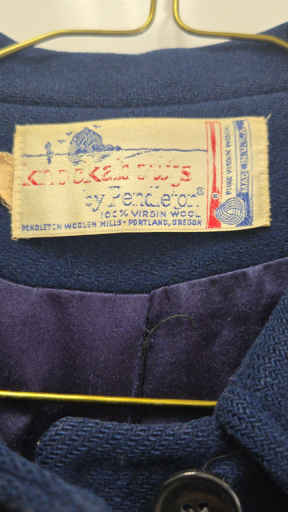 knockabouts
by Pendleton®
100% VIRGIN WOOL
PENDLETON WOOLEN MILLS • PORTLAND, OREGON
PURE VIRGIN WOOL